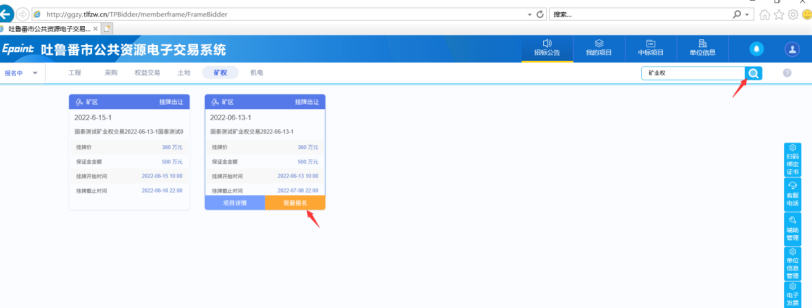 http://ggzy.tlfzw.cn/TPBidder/memberframe/FrameBidder
搜索...
吐鲁番市公共资源电子交易...
Epoint 吐鲁番市公共资源电子交易系统
招标公告
我的项目
中标项目
单位信息
报名中
工程
采购
权益交易
土地
矿权
机电
矿业权
矿区
挂牌出让
2022-6-15-1
国泰测试矿业权交易2022-06-13-1国泰测试0
挂牌价
300 万元
保证金金额
500 万元
挂牌开始时间
2022-06-15 10:00
挂牌截止时间
2022-06-16 22:00
矿区
挂牌出让
2022-06-13-1
国泰测试矿业权交易2022-06-13-1
挂牌价
300 万元
保证金金额
500 万元
挂牌开始时间
2022-06-13 10:00
挂牌截止时间
2022-07-08 22:00
项目详情
我要报名
扫码
绑定
证书
客服
电话
辅助
管理
单位
信息
管理
电子
发票